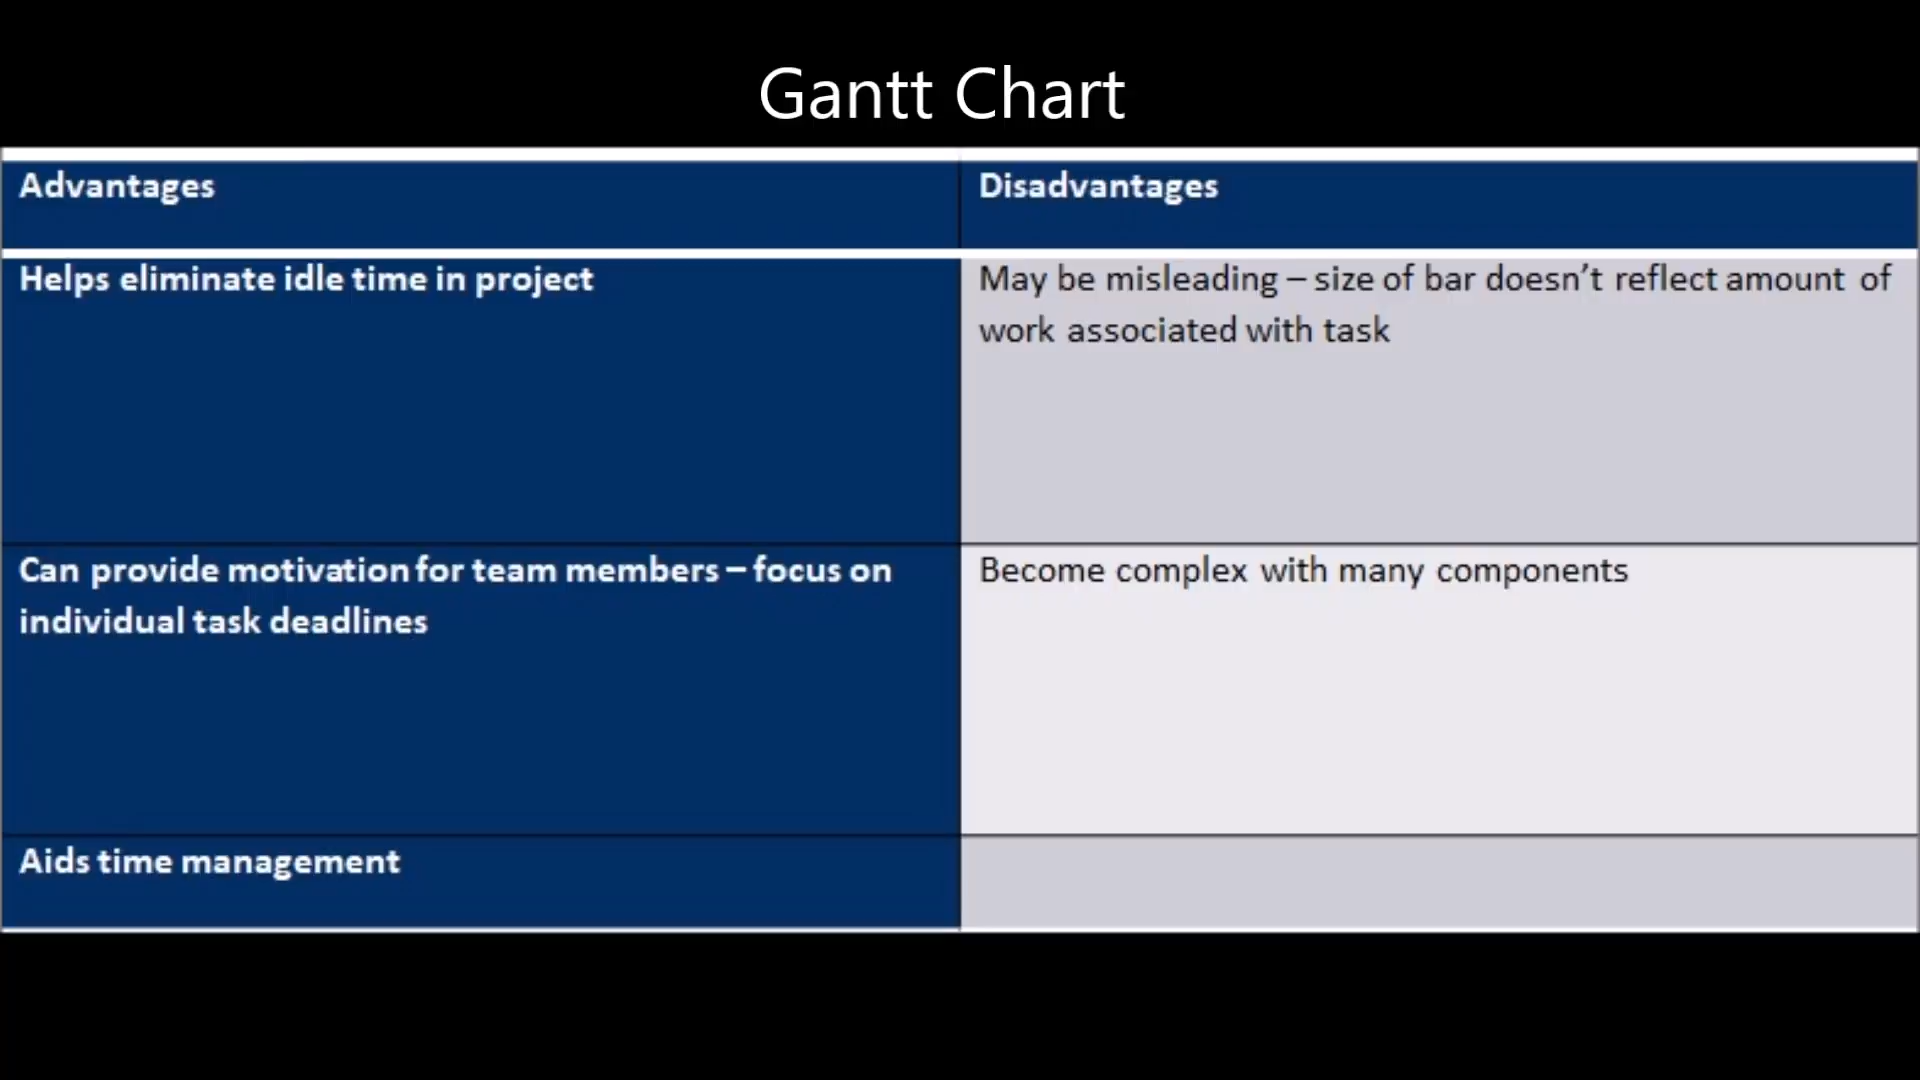 Gantt Chart
Advantages
Disadvantages
Helps eliminate idle time in project
May be misleading – size of bar doesn’t reflect amount of
work associated with task
Can provide motivation for team members – focus on
individual task deadlines
Become complex with many components
Aids time management